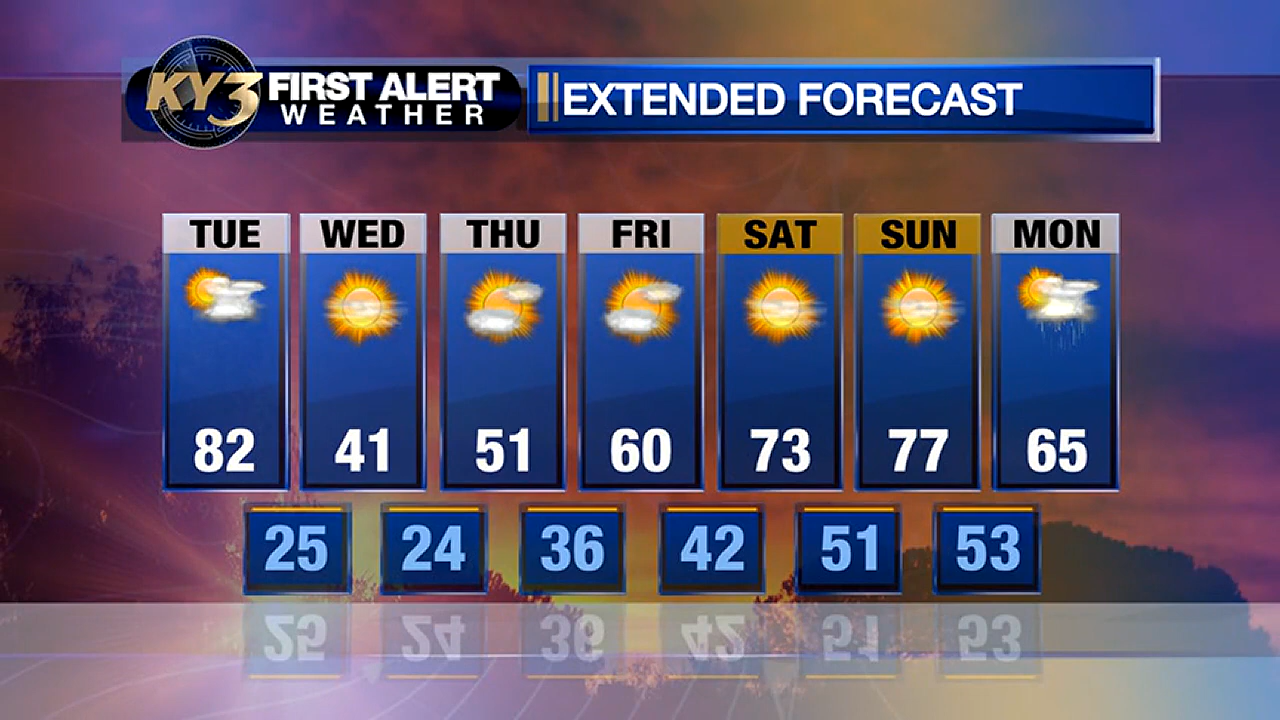 KY3 FIRST ALERT
WEATHER
EXTENDED FORECAST
TUE WED THU FRI SAT SUN MON
82 41 51 60 73 77 65
25 24 36 42 51 53